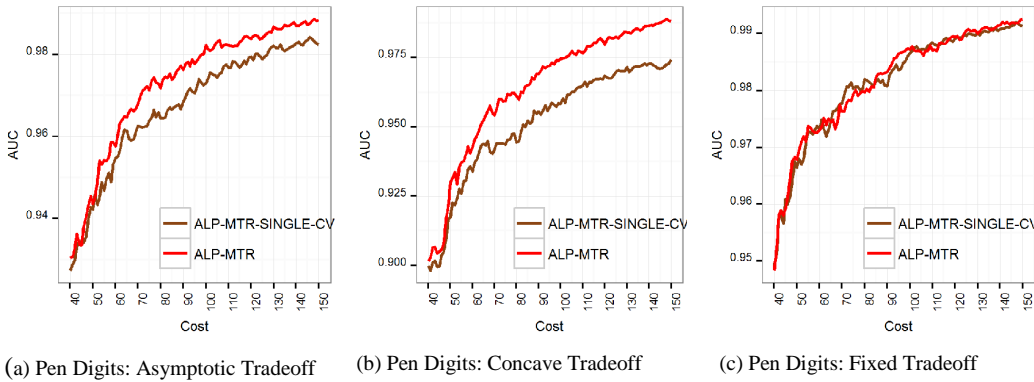 AUC
0.98
0.96
0.94
40 50 60 70 80 90 100 110 120 130 140 150
Cost
ALP-MTR-SINGLE-CV
ALP-MTR
(a) Pen Digits: Asymptotic Tradeoff
AUC
0.975
0.950
0.925
0.900
40 50 60 70 80 90 100 110 120 130 140 150
Cost
ALP-MTR-SINGLE-CV
ALP-MTR
(b) Pen Digits: Concave Tradeoff
AUC
0.99
0.98
0.97
0.96
0.95
40 50 60 70 80 90 100 110 120 130 140 150
Cost
ALP-MTR-SINGLE-CV
ALP-MTR
(c) Pen Digits: Fixed Tradeoff